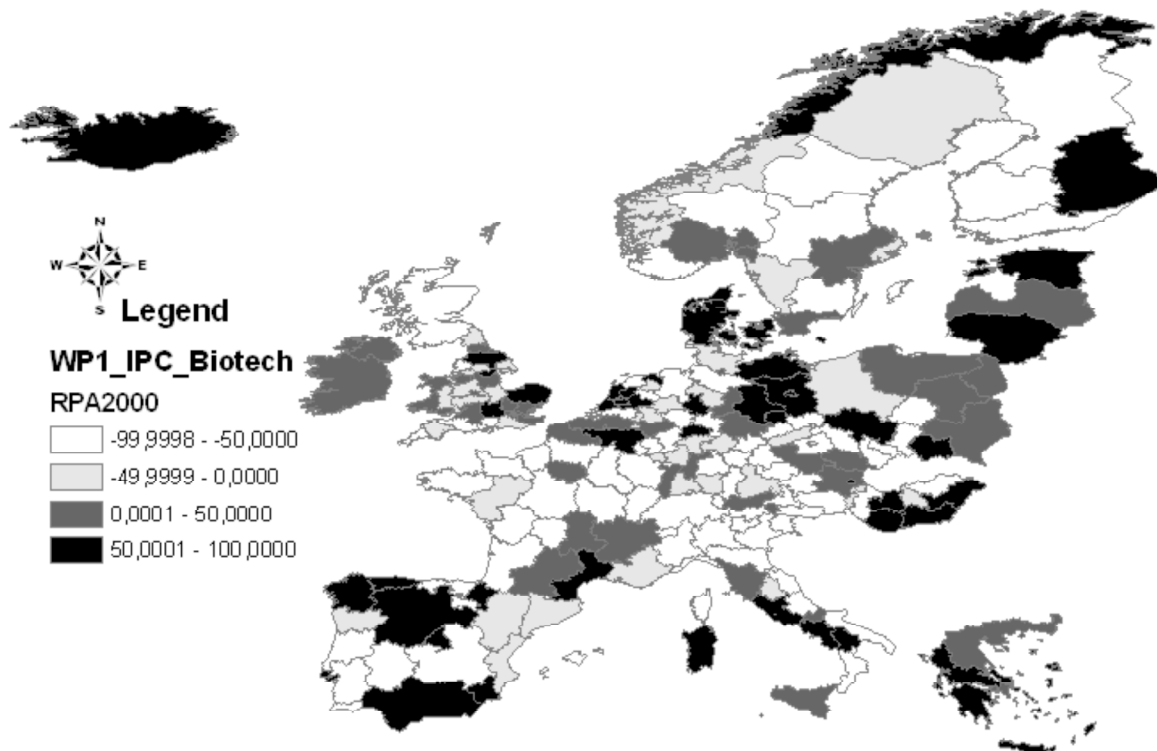 N
W E
S
Legend
WP1_IPC_Biotech
RPA2000
-99,9998 - -50,0000
-49,9999 - 0,0000
0,0001 - 50,0000
50,0001 - 100,0000